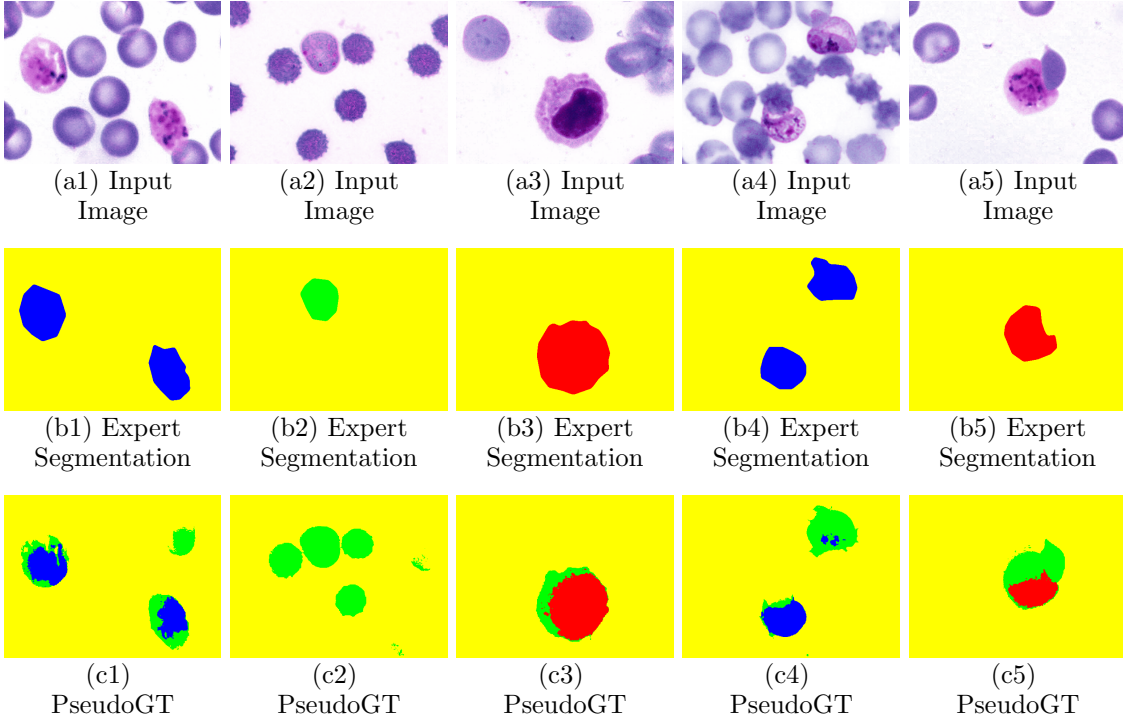 (a1) Input
Image
(a2) Input
Image
(a3) Input
Image
(a4) Input
Image
(a5) Input
Image
(b1) Expert
Segmentation
(b2) Expert
Segmentation
(b3) Expert
Segmentation
(b4) Expert
Segmentation
(b5) Expert
Segmentation
(c1)
PseudoGT
(c2)
PseudoGT
(c3)
PseudoGT
(c4)
PseudoGT
(c5)
PseudoGT